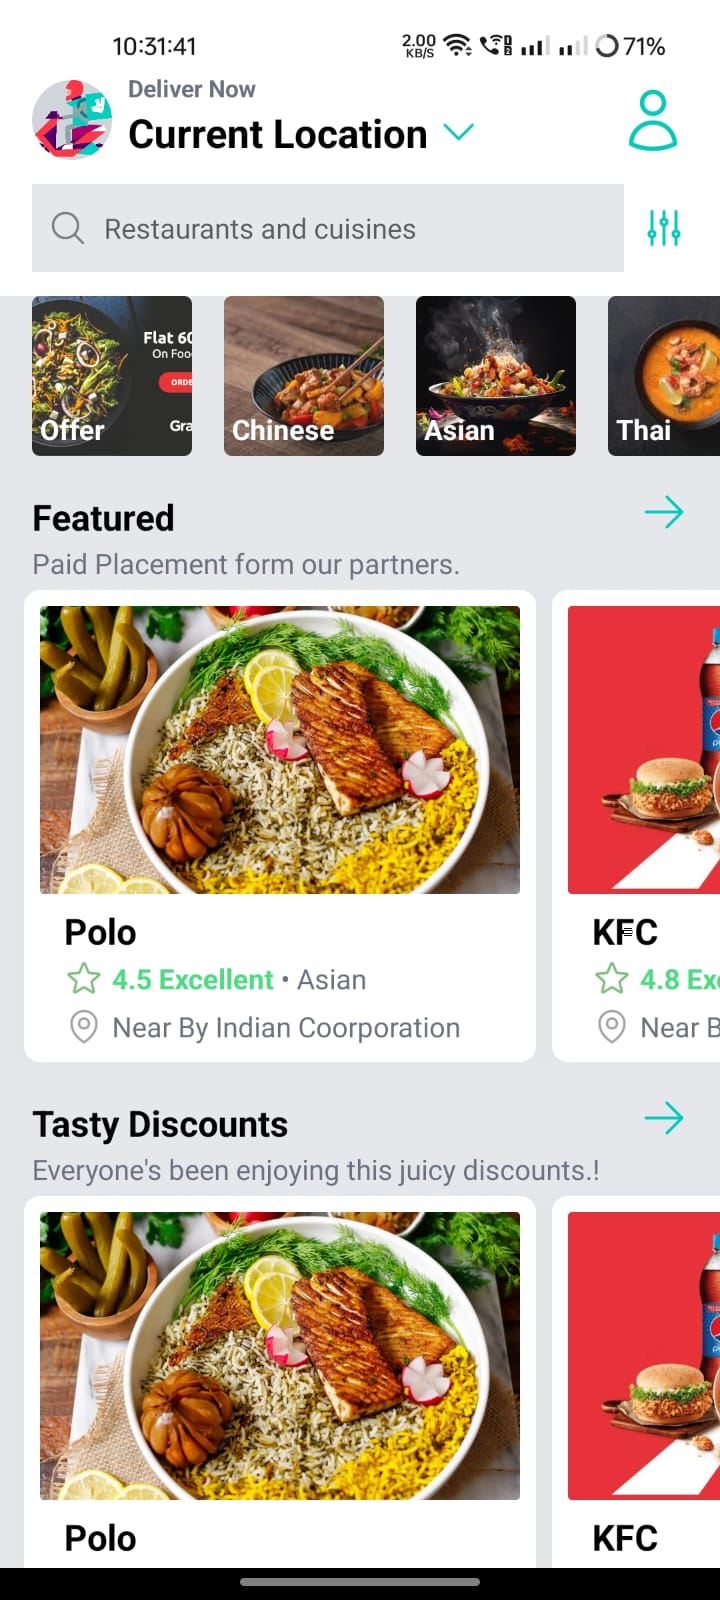 10:31:41 2.00 KB/S 71%
Deliver Now
Current Location
Restaurants and cuisines
Flat 60
On Foo
ORDE
Gra
Offer
Chinese
Asian
Thai
Featured
Paid Placement form our partners.
Polo
4.5 Excellent • Asian
Near By Indian Coorporation
KFC
4.8 Exc
Near B
Tasty Discounts
Everyone's been enjoying this juicy discounts.!
Polo
KFC